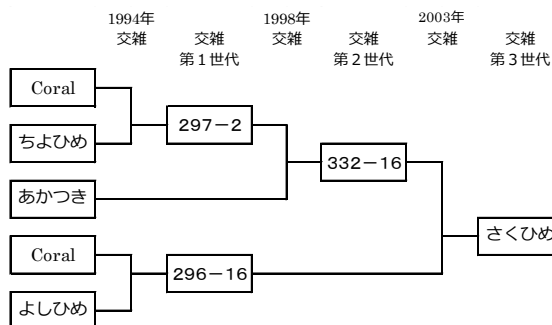 1994年 1998年 2003年
交雑 交雑 交雑 交雑 交雑 交雑
第1世代 第2世代 第3世代
Coral
297−2
ちよひめ
332−16
あかつき
さくひめ
Coral
296−16
よしひめ